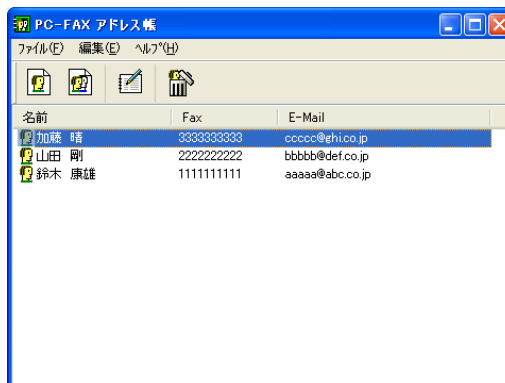 PC-FAX アドレス帳
ファイル(F) 編集(E) ヘルプ(H)
名前 Fax E-Mail
加藤 晴 3333333333 ccccc@ghi.co.jp
山田 剛 2222222222 bbbbb@def.co.jp
鈴木 康雄 1111111111 aaaaa@abc.co.jp